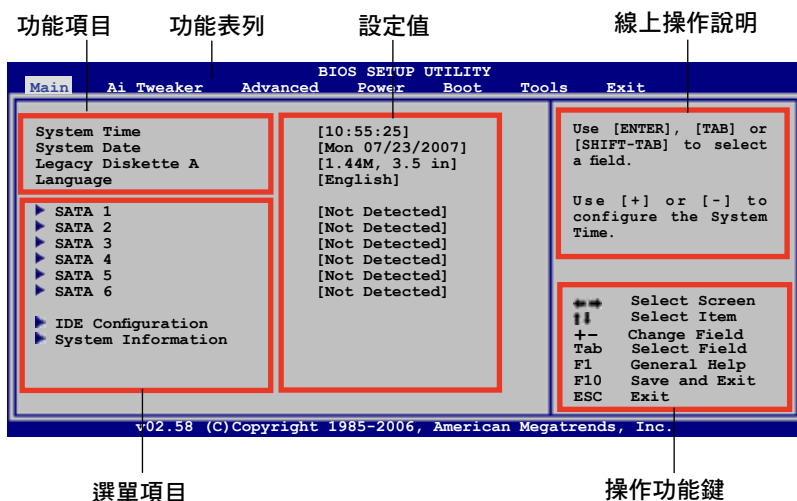 功能項目 功能表列 設定值 線上操作說明
BIOS SETUP UTILITY
Main Ai Tweaker Advanced Power Boot Tools Exit
System Time [10:55:25]
System Date [Mon 07/23/2007]
Legacy Diskette A [1.44M, 3.5 in]
Language [English]
SATA 1 [Not Detected]
SATA 2 [Not Detected]
SATA 3 [Not Detected]
SATA 4 [Not Detected]
SATA 5 [Not Detected]
SATA 6 [Not Detected]
IDE Configuration
System Information
Use [ENTER], [TAB] or
[SHIFT-TAB] to select
a field.
Use [+] or [-] to
configure the System
Time.
Select Screen
Select Item
+- Change Field
Tab Select Field
F1 General Help
F10 Save and Exit
ESC Exit
v02.58 (C)Copyright 1985-2006, American Megatrends, Inc.
選單項目 操作功能鍵